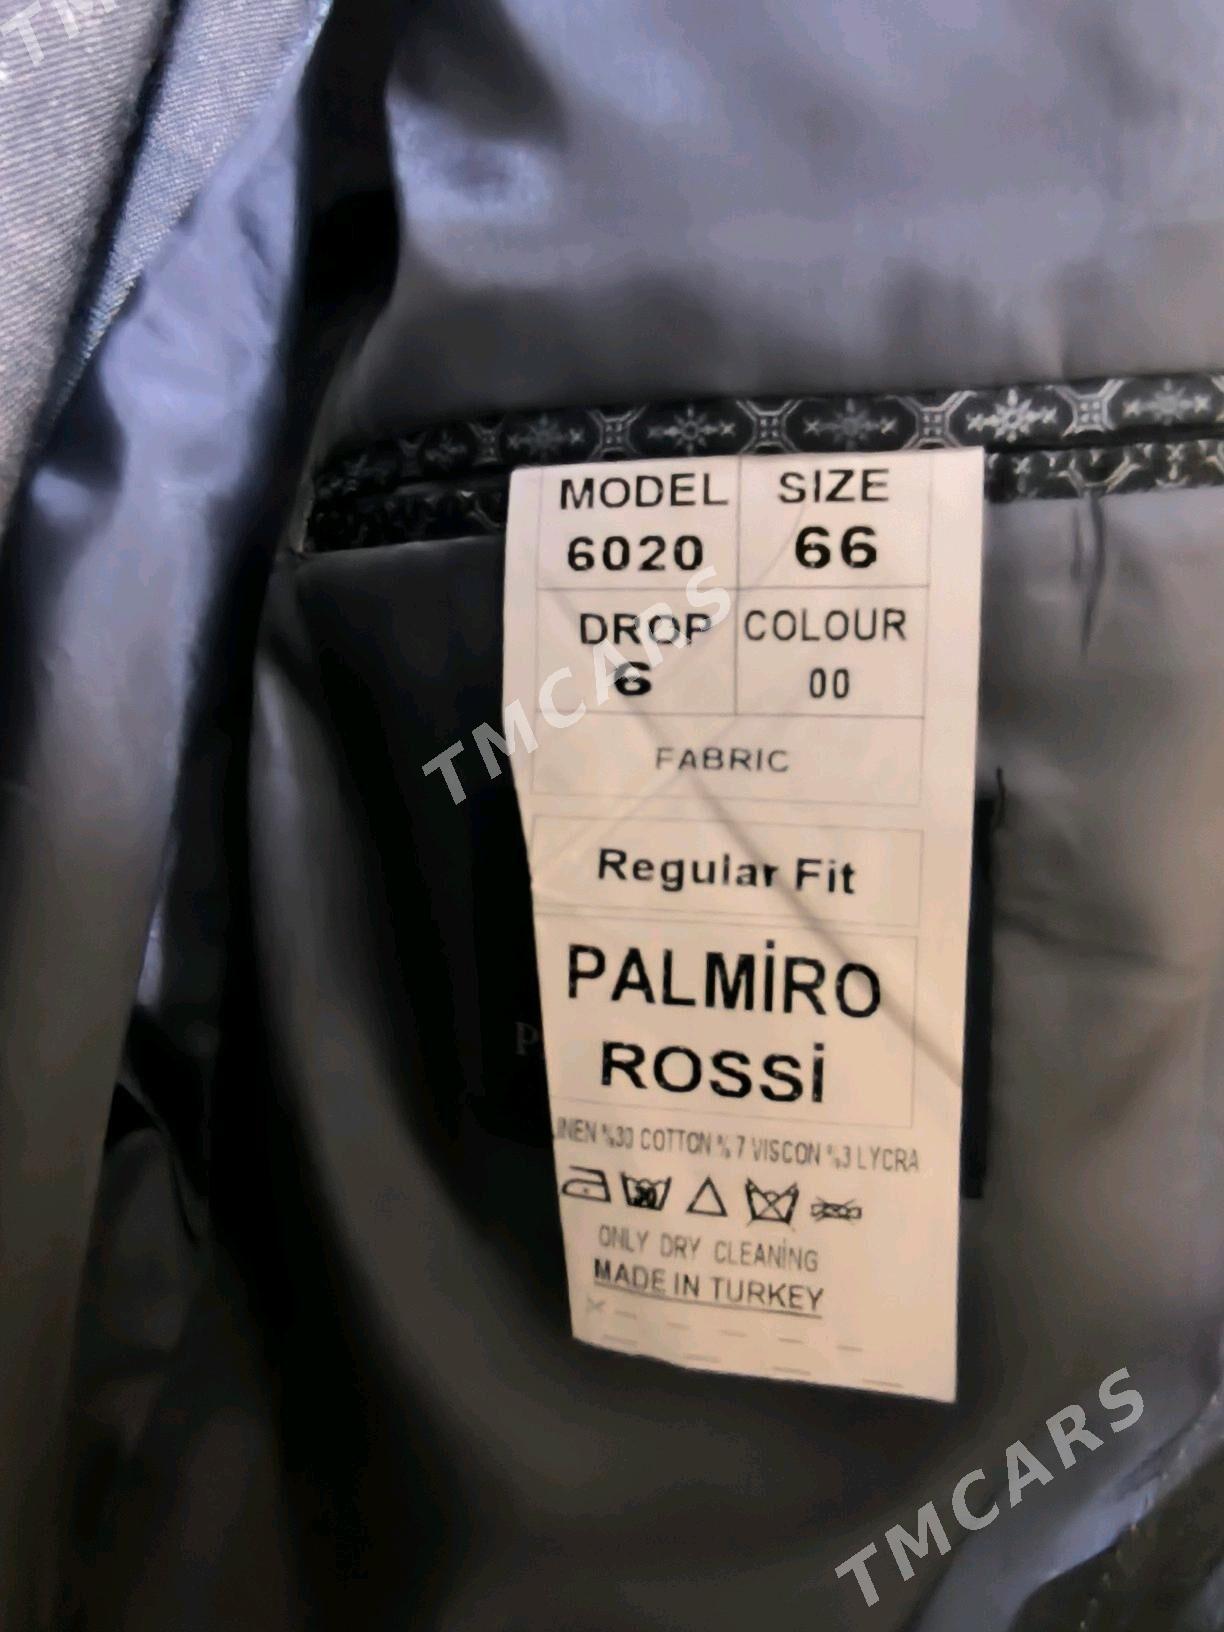 MODEL SIZE
6020 66
DROP COLOUR
6 00
FABRIC
Regular Fit
PALMİRO
ROSSİ
%30 COTTON % 7 VISCON %3 LYCRA
ONLY DRY CLEANİNG
MADE IN TURKEY
TMCARS
TMCARS